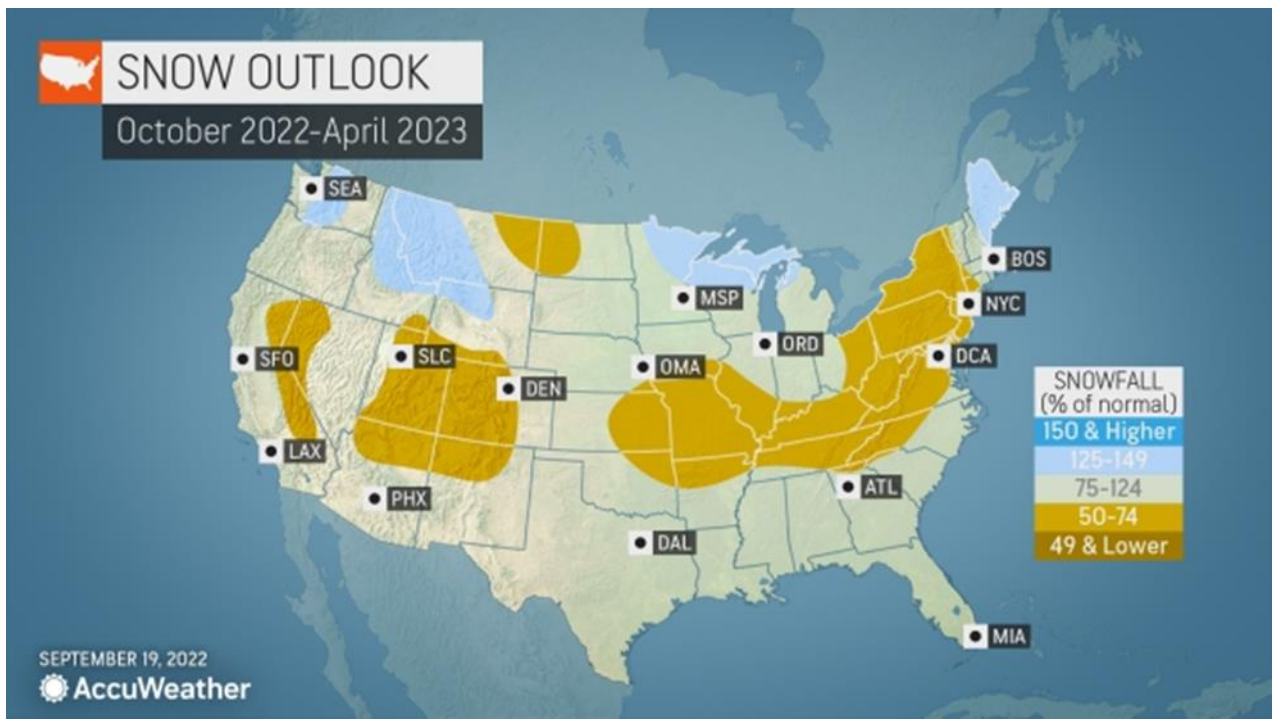 SNOW OUTLOOK
October 2022-April 2023
SEA
BOS
MSP
NYC
ORD
SFO
SLC
OMA
DCA
DEN
SNOWFALL
(% of normal)
150 & Higher
125-149
75-124
50-74
49 & Lower
LAX
PHX
ATL
DAL
MIA
SEPTEMBER 19, 2022
AccuWeather